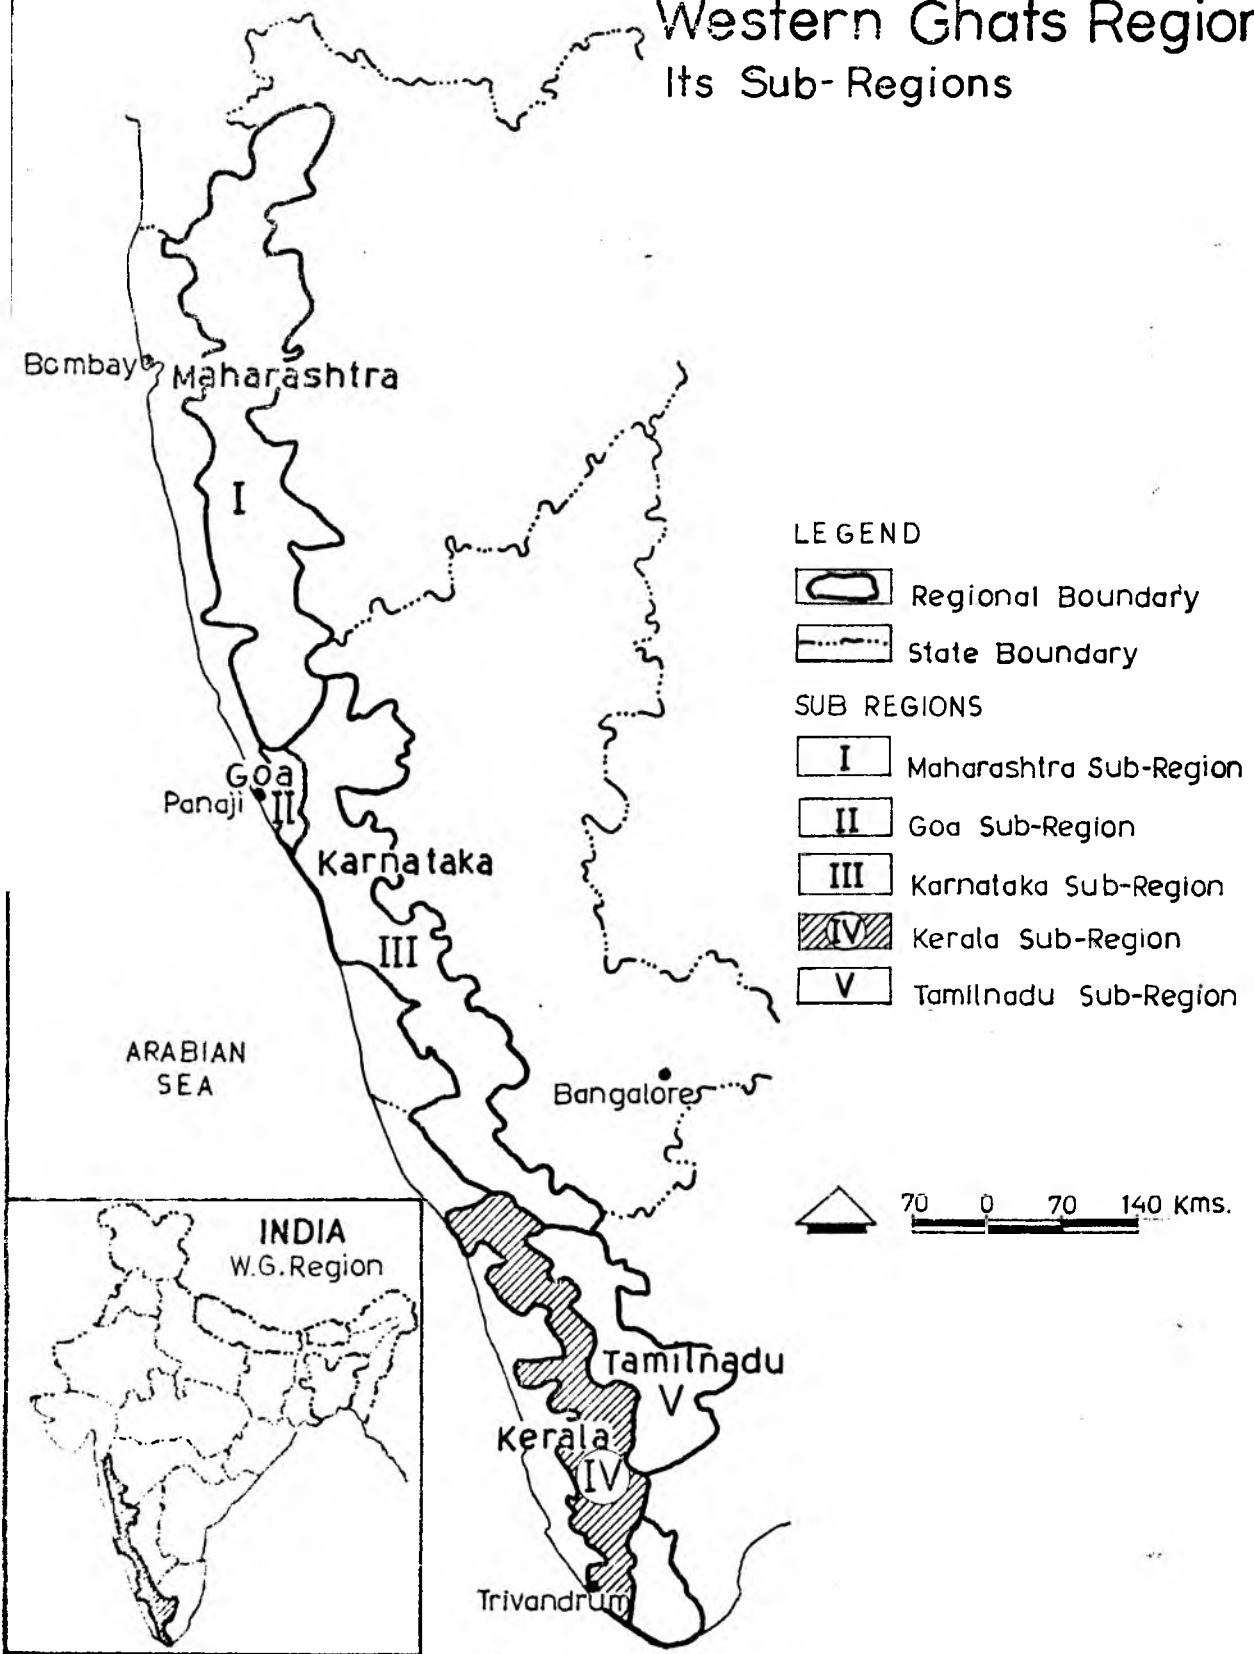 Western Ghats Region
Its Sub-Regions
Bombay
Maharashtra
I
Goa
Panaji
II
Karnataka
III
ARABIAN
SEA
Bangalore
Tamilnadu
V
Kerala
IV
Trivandrum
LEGEND
Regional Boundary
State Boundary
SUB REGIONS
I Maharashtra Sub-Region
II Goa Sub-Region
III Karnataka Sub-Region
IV Kerala Sub-Region
V Tamilnadu Sub-Region
70 0 70 140 Kms.
INDIA
W.G.Region